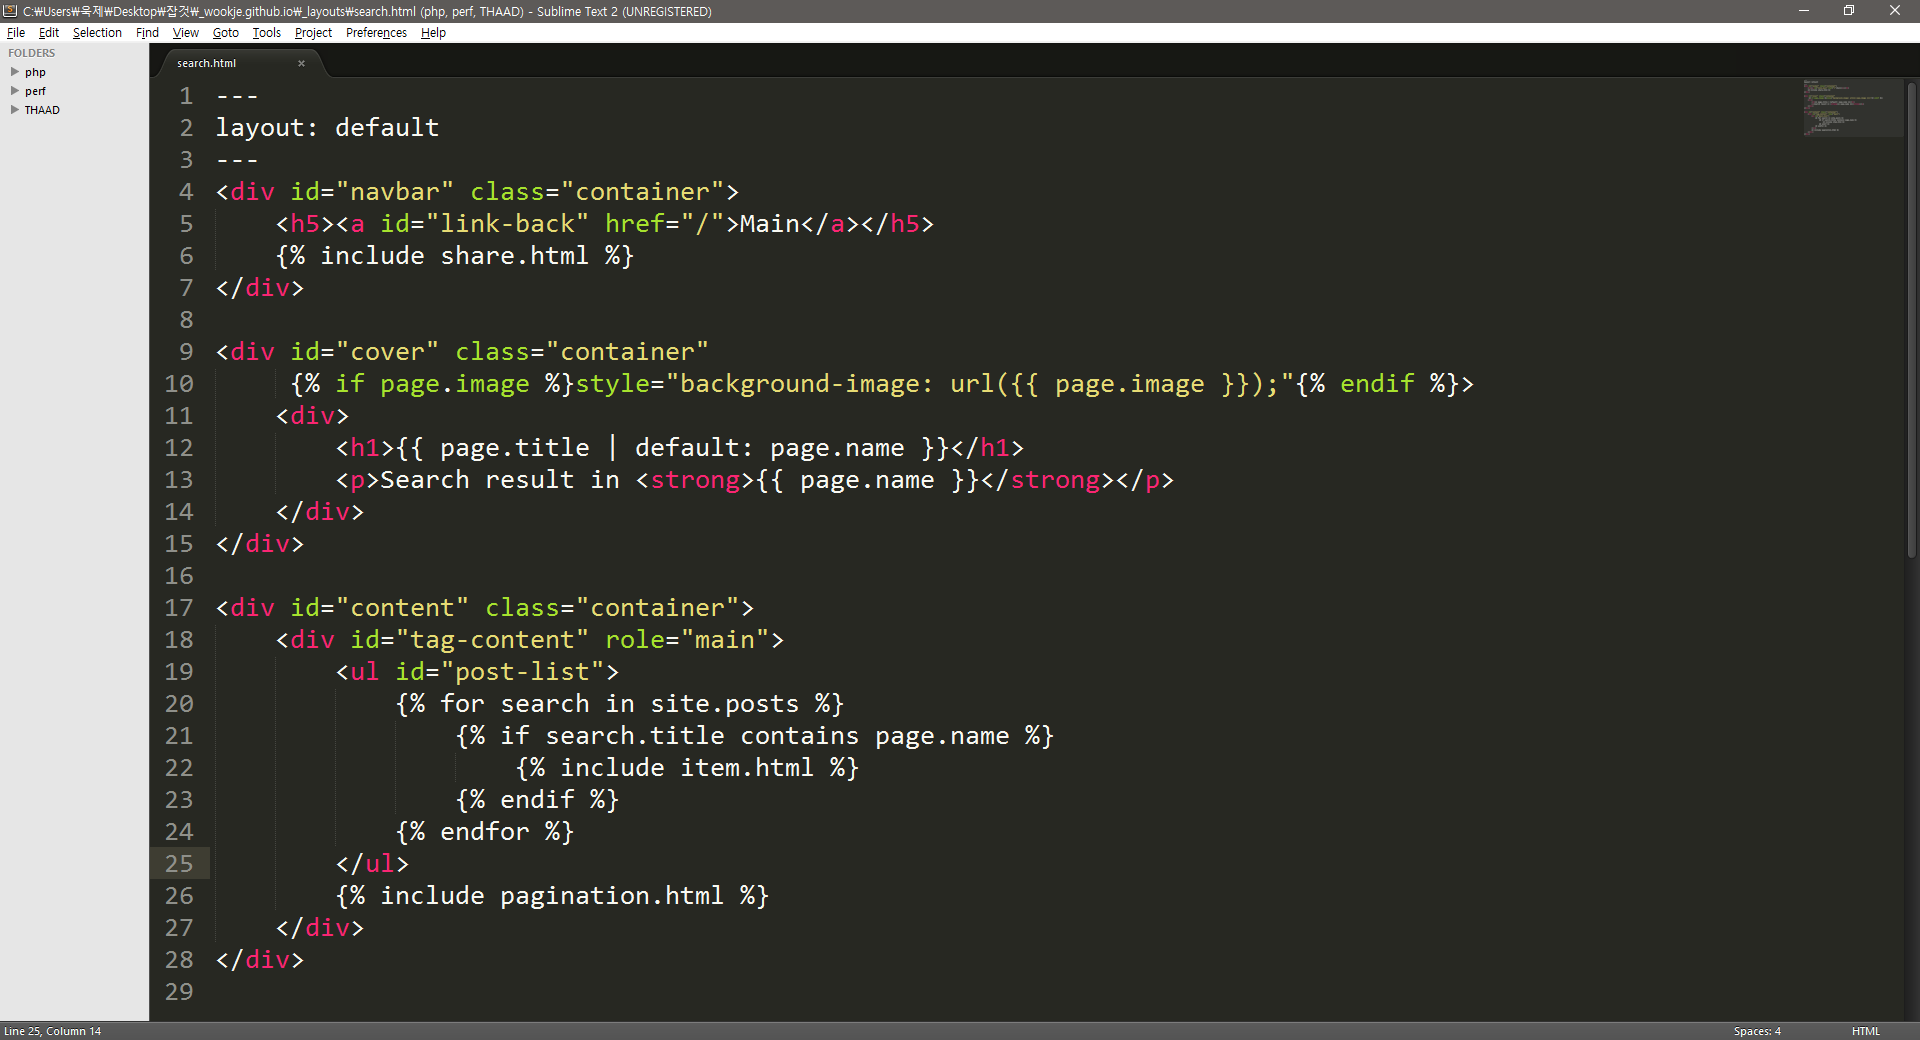 C:₩Users₩욱제₩Desktop₩잡것₩_wookje.github.io₩_layouts₩search.html (php, perf, THAAD) - Sublime Text 2 (UNREGISTERED)
File Edit Selection Find View Goto Tools Project Preferences Help
FOLDERS
php
perf
THAAD
search.html ×
1 ---
2 layout: default
3 ---
4 <div id="navbar" class="container">
5     <h5><a id="link-back" href="/">Main</a></h5>
6     {% include share.html %}
7 </div>
8
9 <div id="cover" class="container"
10      {% if page.image %}style="background-image: url({{ page.image }});"{% endif %}>
11     <div>
12         <h1>{{ page.title | default: page.name }}</h1>
13         <p>Search result in <strong>{{ page.name }}</strong></p>
14     </div>
15 </div>
16
17 <div id="content" class="container">
18     <div id="tag-content" role="main">
19         <ul id="post-list">
20             {% for search in site.posts %}
21                 {% if search.title contains page.name %}
22                     {% include item.html %}
23                 {% endif %}
24             {% endfor %}
25         </ul>
26         {% include pagination.html %}
27     </div>
28 </div>
29
Line 25, Column 14 Spaces: 4 HTML